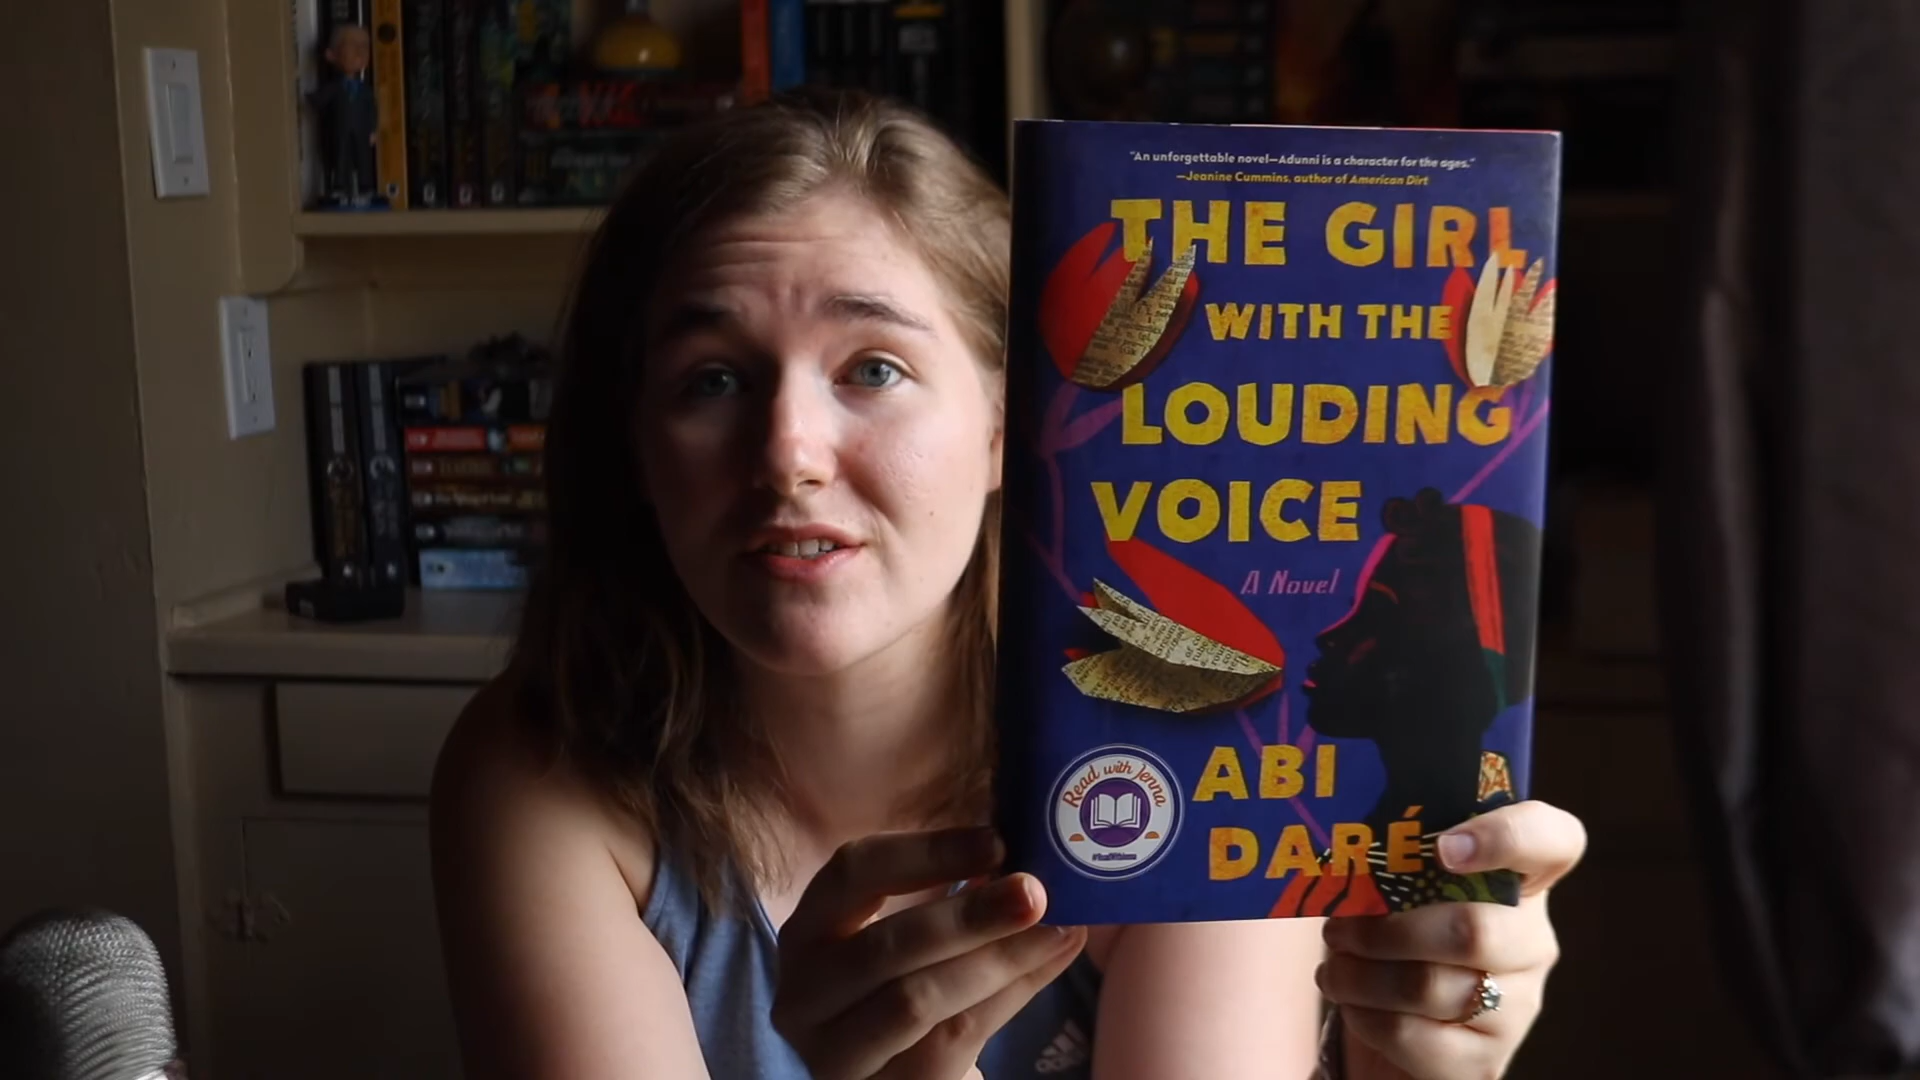 "An unforgettable novel—Adunni is a character for the ages."
—Jeanine Cummins, author of American Dirt
THE GIRL
WITH THE
LOUDING
VOICE
A Novel
Read with Jenna
ABI
DARÉ